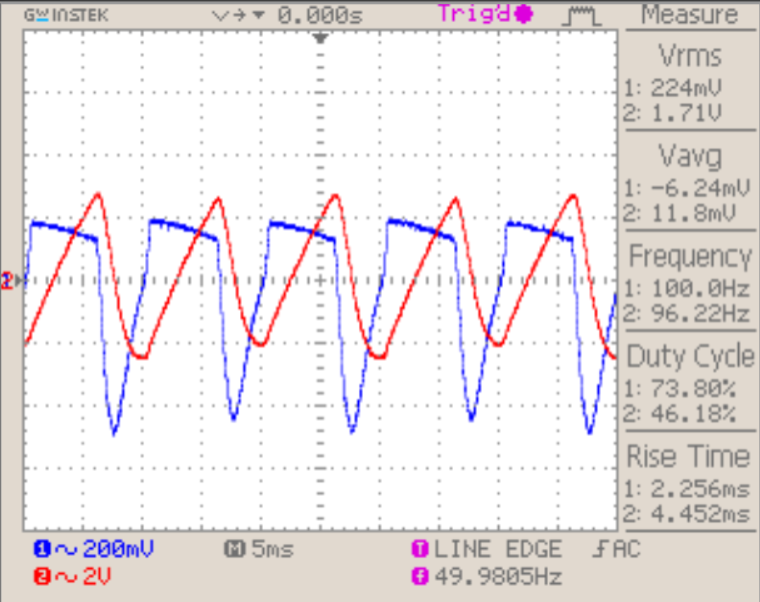 GW INSTEK 0.000s Trig'd Measure
Vrms
1: 224mV
2: 1.71V
Vavg
1: -6.24mV
2: 11.8mV
Frequency
1: 100.0Hz
2: 96.22Hz
Duty Cycle
1: 73.80%
2: 46.18%
Rise Time
1: 2.256ms
2: 4.452ms
2
1 200mV M 5ms T LINE EDGE AC
2 2V f 49.9805Hz